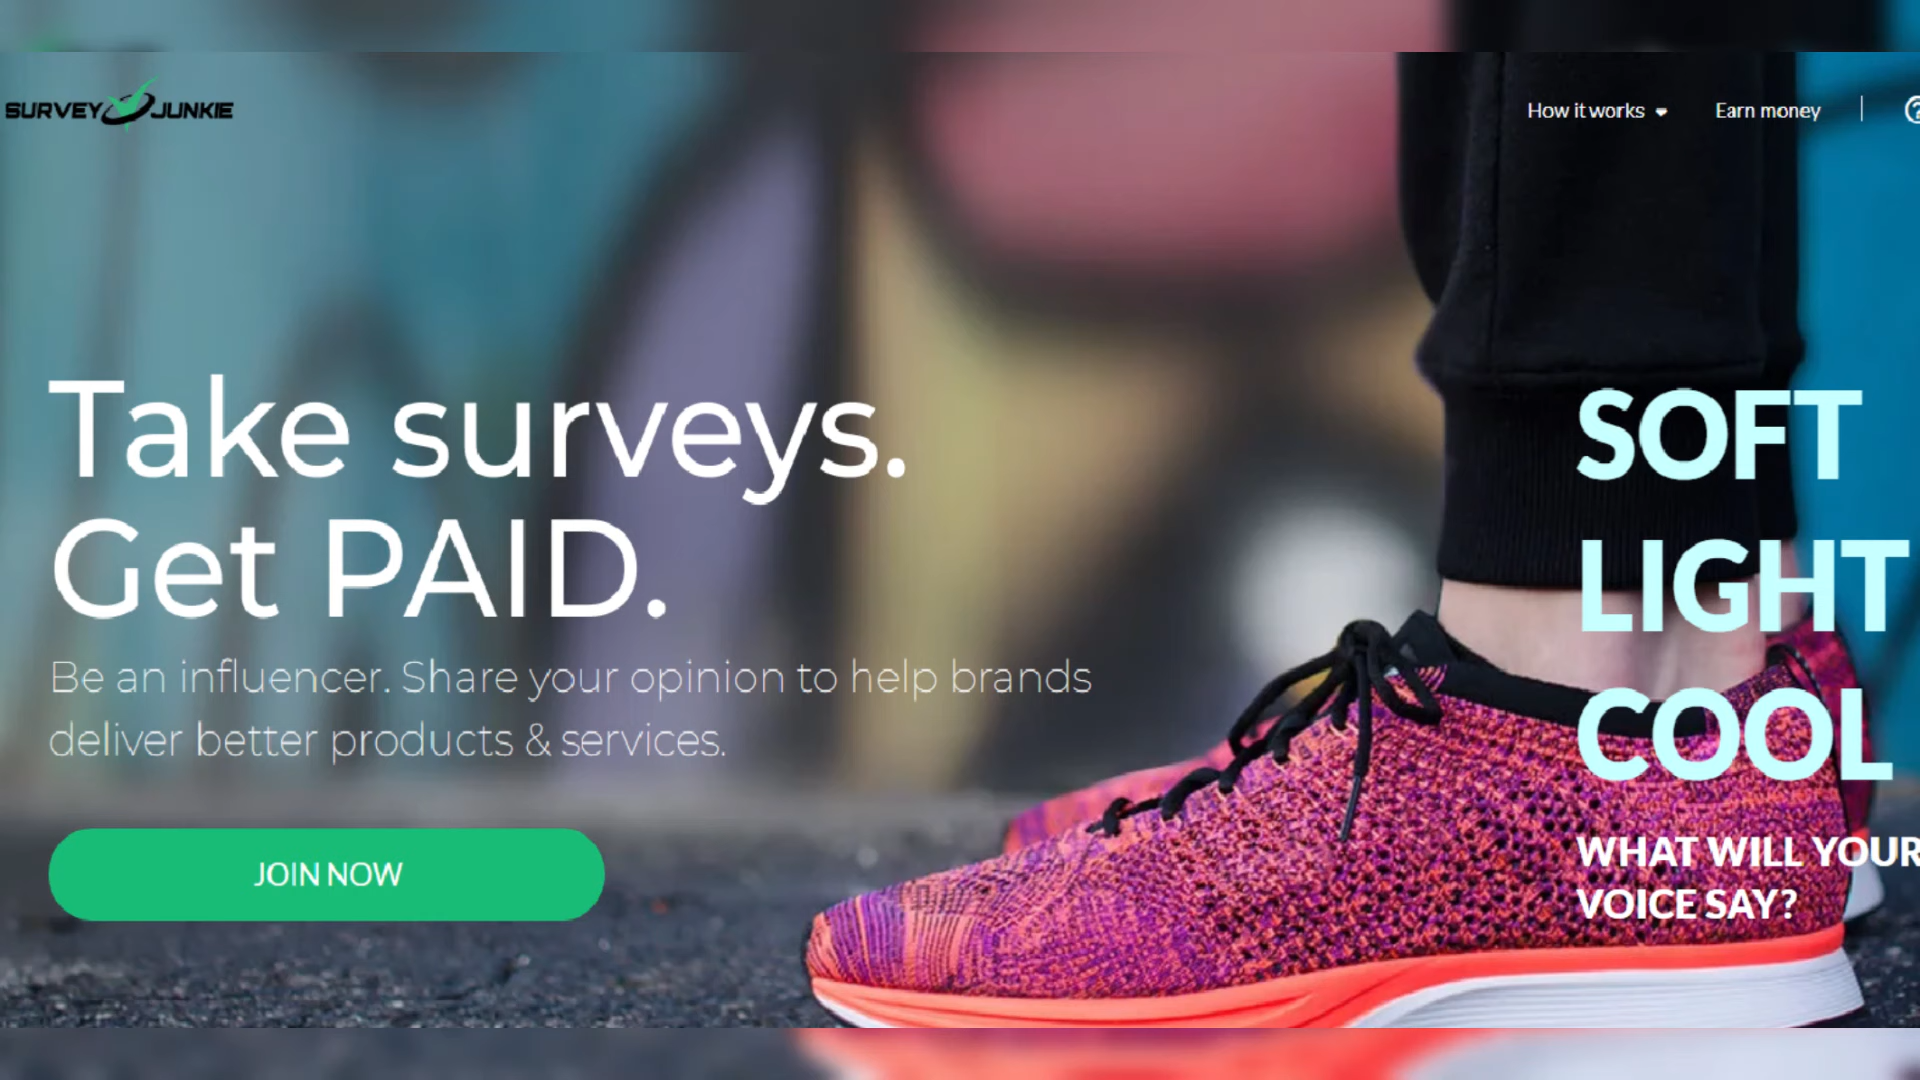 SURVEY JUNKIE
How it works
Earn money
Take surveys.
Get PAID.
Be an influencer. Share your opinion to help brands
deliver better products & services.
JOIN NOW
SOFT
LIGHT
COOL
WHAT WILL YOUR
VOICE SAY?